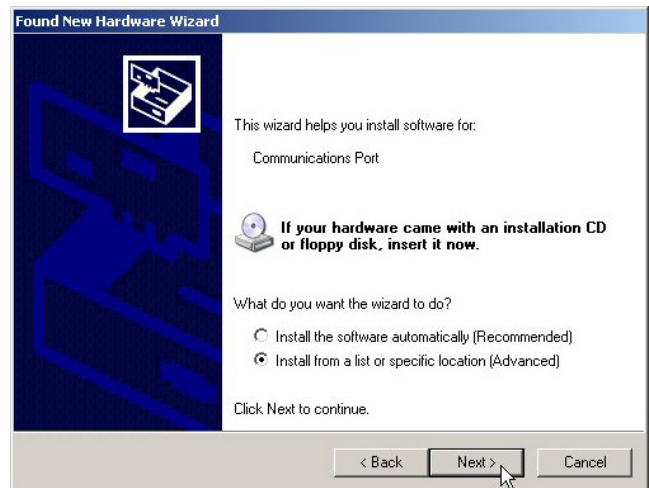 Found New Hardware Wizard
This wizard helps you install software for:
Communications Port
If your hardware came with an installation CD
or floppy disk, insert it now.
What do you want the wizard to do?
Install the software automatically (Recommended)
Install from a list or specific location (Advanced)
Click Next to continue.
< Back Next > Cancel